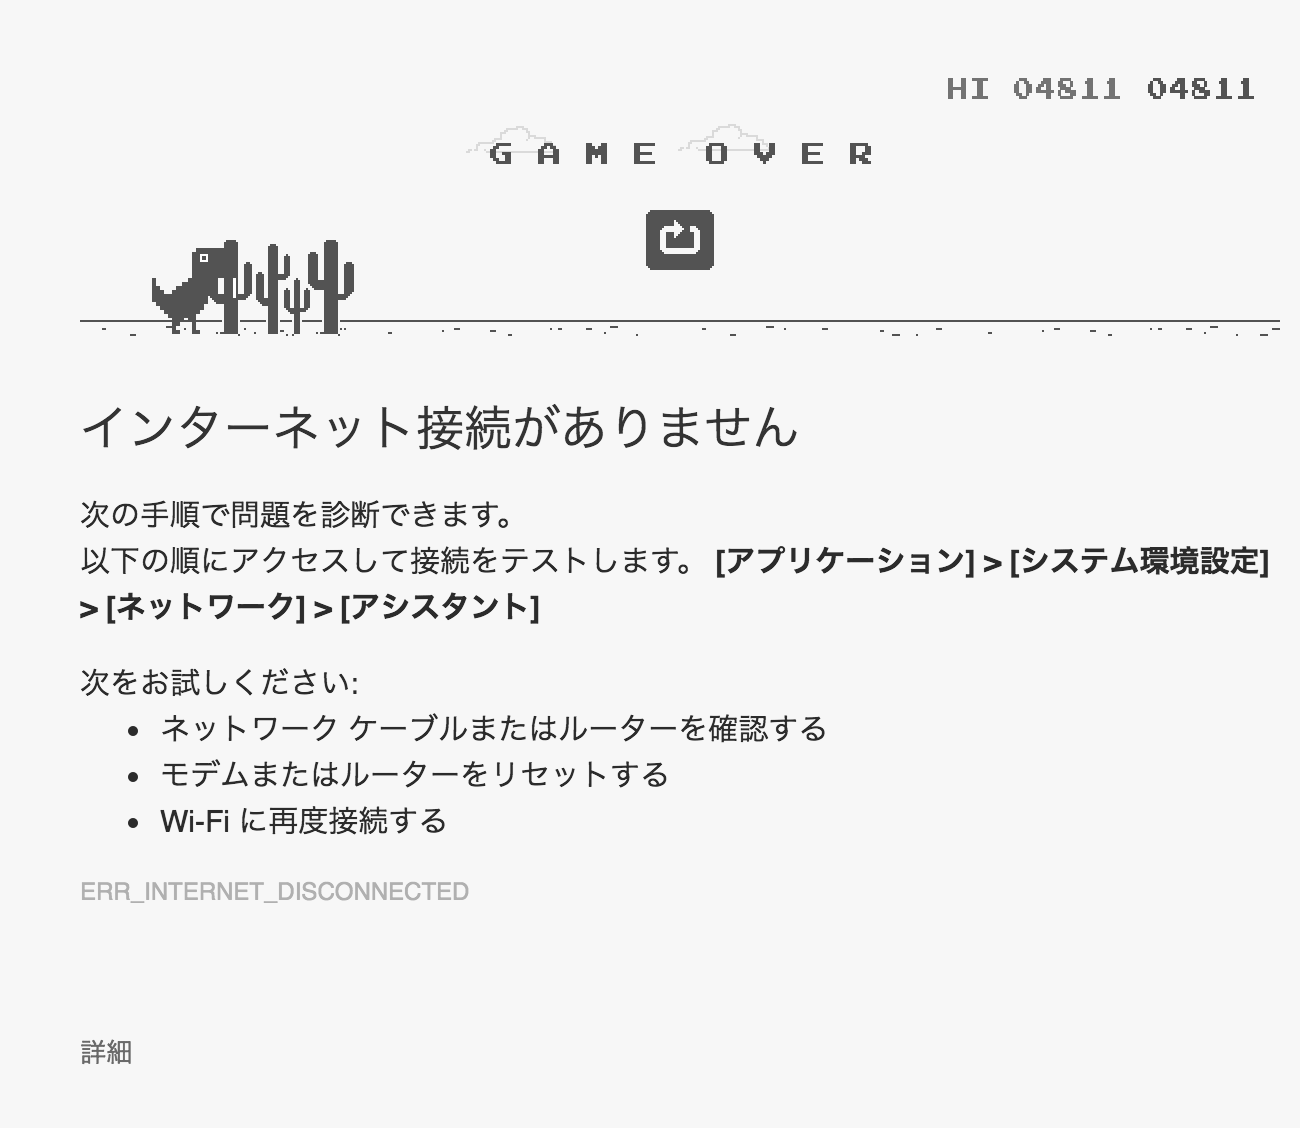 HI 04811 04811
GAME OVER
インターネット接続がありません
次の手順で問題を診断できます。
以下の順にアクセスして接続をテストします。 [アプリケーション] > [システム環境設定]
> [ネットワーク] > [アシスタント]
次をお試しください:
• ネットワーク ケーブルまたはルーターを確認する
• モデムまたはルーターをリセットする
• Wi-Fi に再度接続する
ERR_INTERNET_DISCONNECTED
詳細